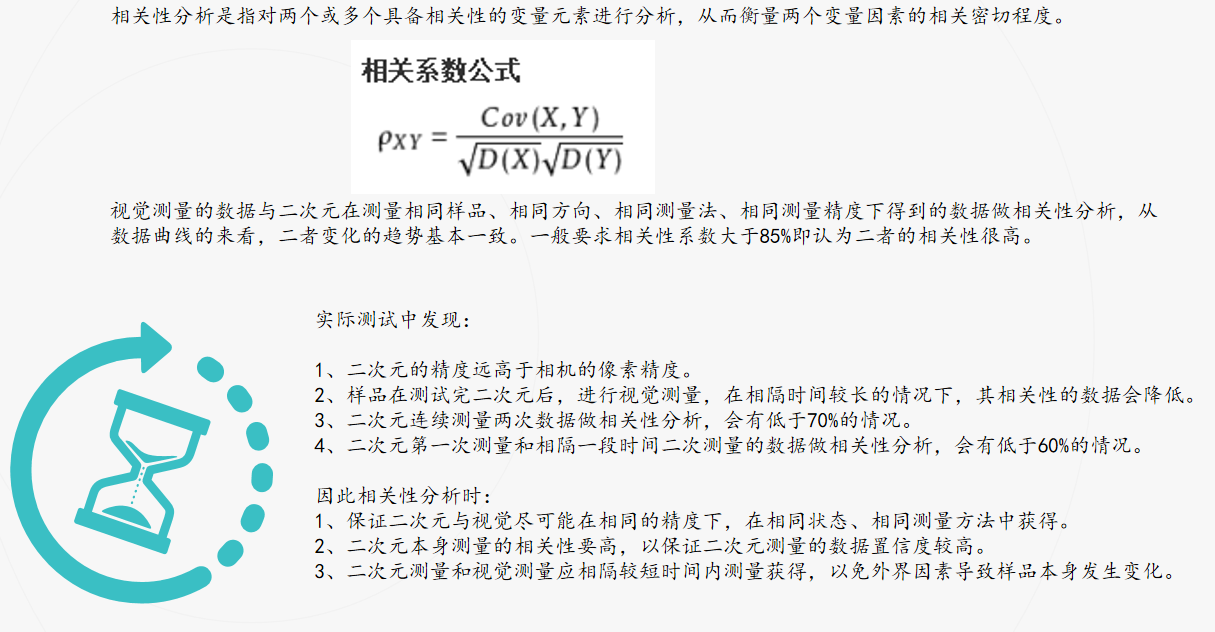 相关性分析是指对两个或多个具备相关性的变量元素进行分析，从而衡量两个变量因素的相关密切程度。
相关系数公式
ρXY = Cov(X,Y) / √D(X)√D(Y)
视觉测量的数据与二次元在测量相同样品、相同方向、相同测量法、相同测量精度下得到的数据做相关性分析，从
数据曲线的来看，二者变化的趋势基本一致。一般要求相关性系数大于85%即认为二者的相关性很高。
实际测试中发现：
1、二次元的精度远高于相机的像素精度。
2、样品在测试完二次元后，进行视觉测量，在相隔时间较长的情况下，其相关性的数据会降低。
3、二次元连续测量两次数据做相关性分析，会有低于70%的情况。
4、二次元第一次测量和相隔一段时间二次测量的数据做相关性分析，会有低于60%的情况。
因此相关性分析时：
1、保证二次元与视觉尽可能在相同的精度下，在相同状态、相同测量方法中获得。
2、二次元本身测量的相关性要高，以保证二次元测量的数据置信度较高。
3、二次元测量和视觉测量应相隔较短时间内测量获得，以免外界因素导致样品本身发生变化。